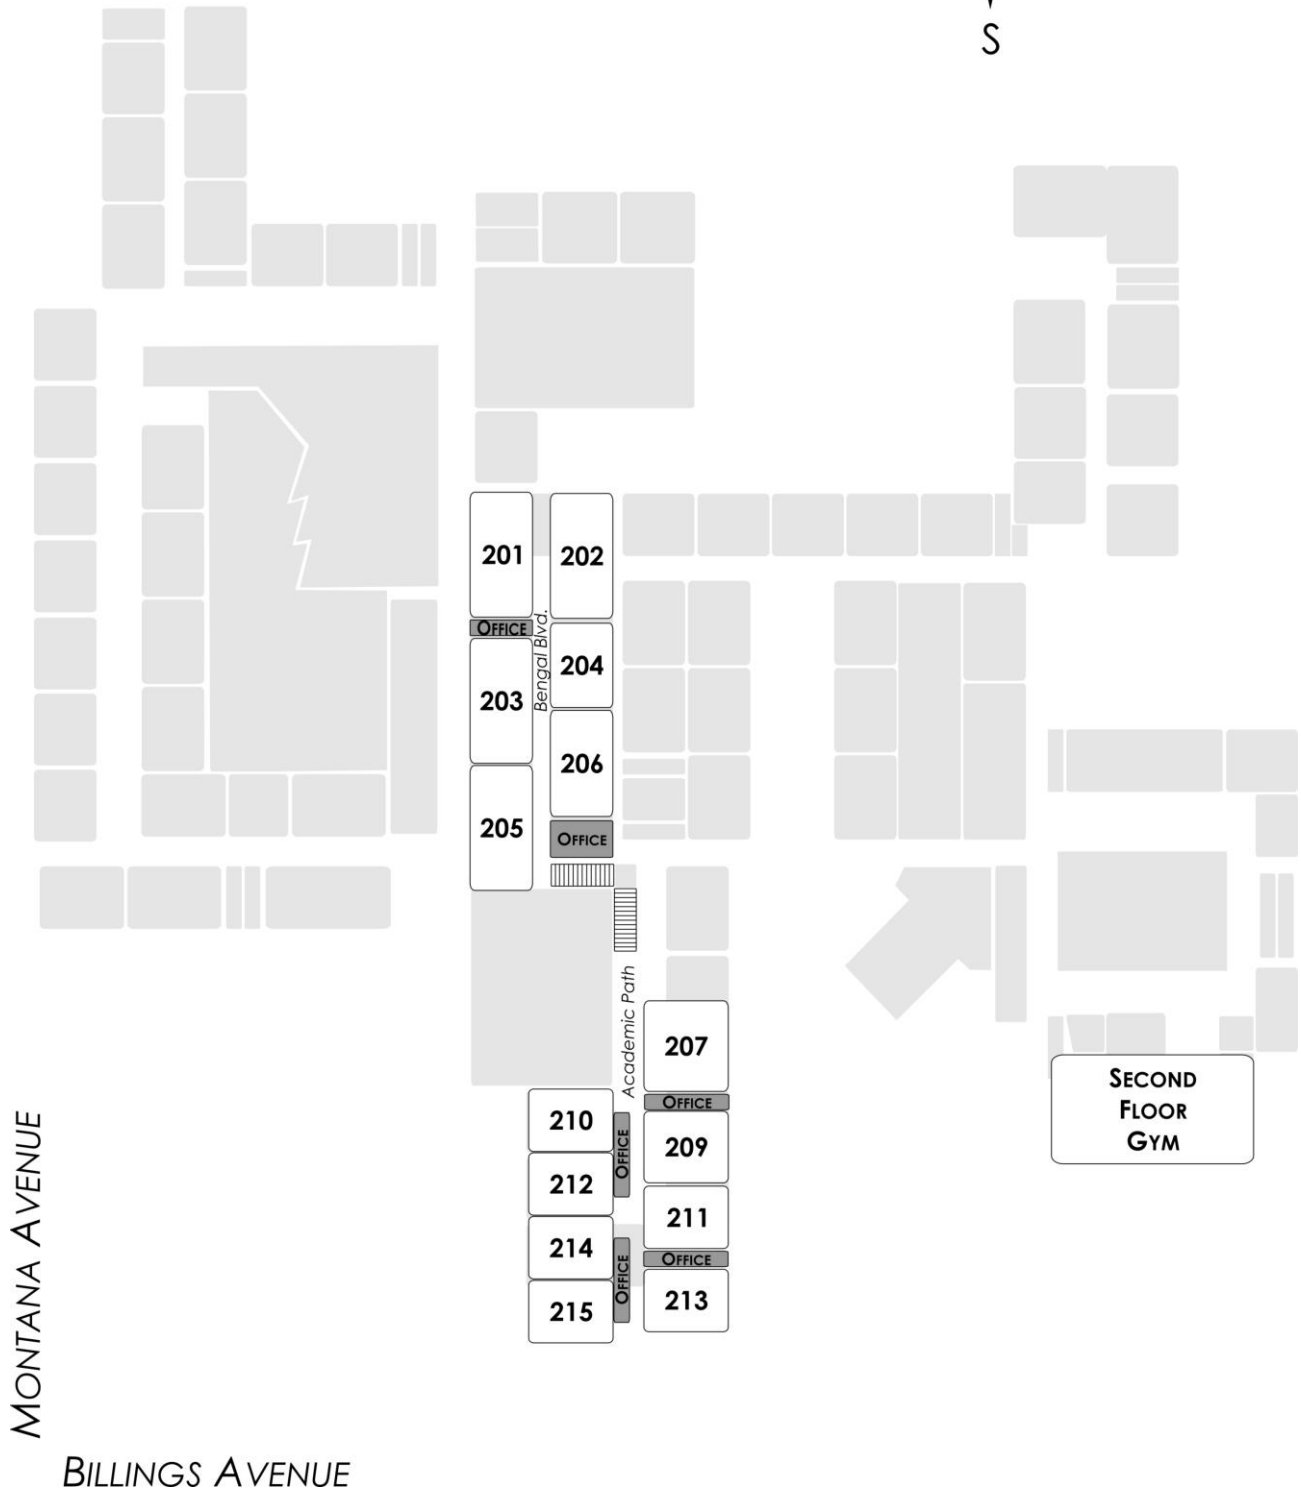 S
201
202
OFFICE
Bengal Blvd.
204
203
206
205
OFFICE
Academic Path
207
SECOND
FLOOR
GYM
OFFICE
210
OFFICE
209
212
211
214
OFFICE
OFFICE
213
215
MONTANA AVENUE
BILLINGS AVENUE